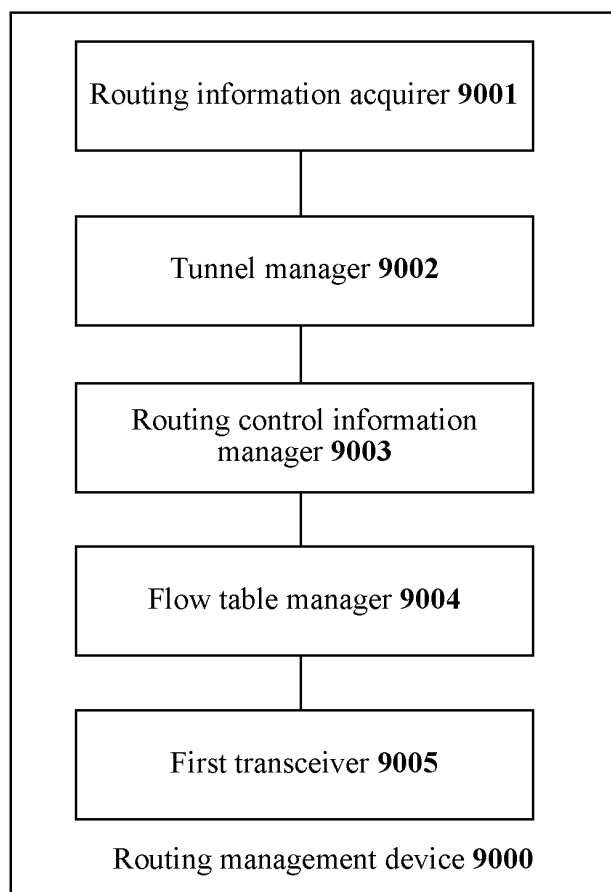 Routing information acquirer 9001
Tunnel manager 9002
Routing control information
manager 9003
Flow table manager 9004
First transceiver 9005
Routing management device 9000